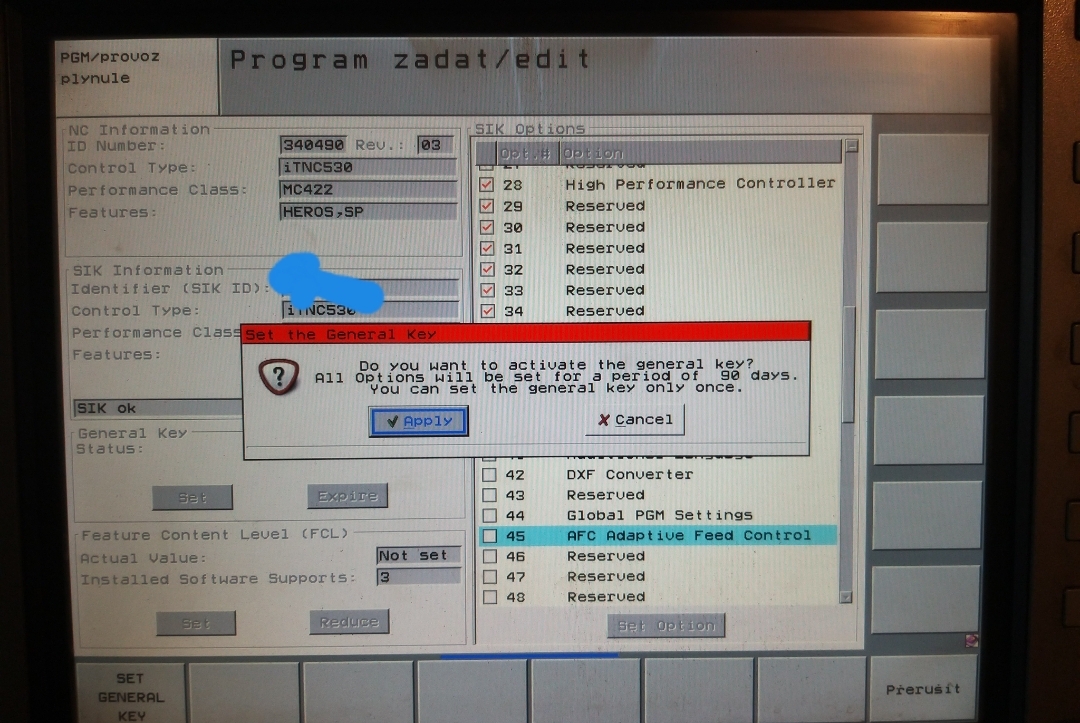 PGM/provoz
plynule
Program zadat/edit
NC Information
ID Number: 340490 Rev.: 03
Control Type: iTNC530
Performance Class: MC422
Features: HEROS,SP
SIK Information
Identifier (SIK ID):
Control Type: iTNC530
Performance Class
Features:
SIK ok
General Key
Status:
Set Expire
Feature Content Level (FCL)
Actual Value: Not set
Installed Software Supports: 3
Set Reduce
SIK Options
Opt.# Option
Reserved
28 High Performance Controller
29 Reserved
30 Reserved
31 Reserved
32 Reserved
33 Reserved
34 Reserved
Set the General Key
Do you want to activate the general key?
All Options will be set for a period of 90 days.
You can set the general key only once.
Apply Cancel
42 DXF Converter
43 Reserved
44 Global PGM Settings
45 AFC Adaptive Feed Control
46 Reserved
47 Reserved
48 Reserved
Set Option
SET
GENERAL
KEY
Přerušit